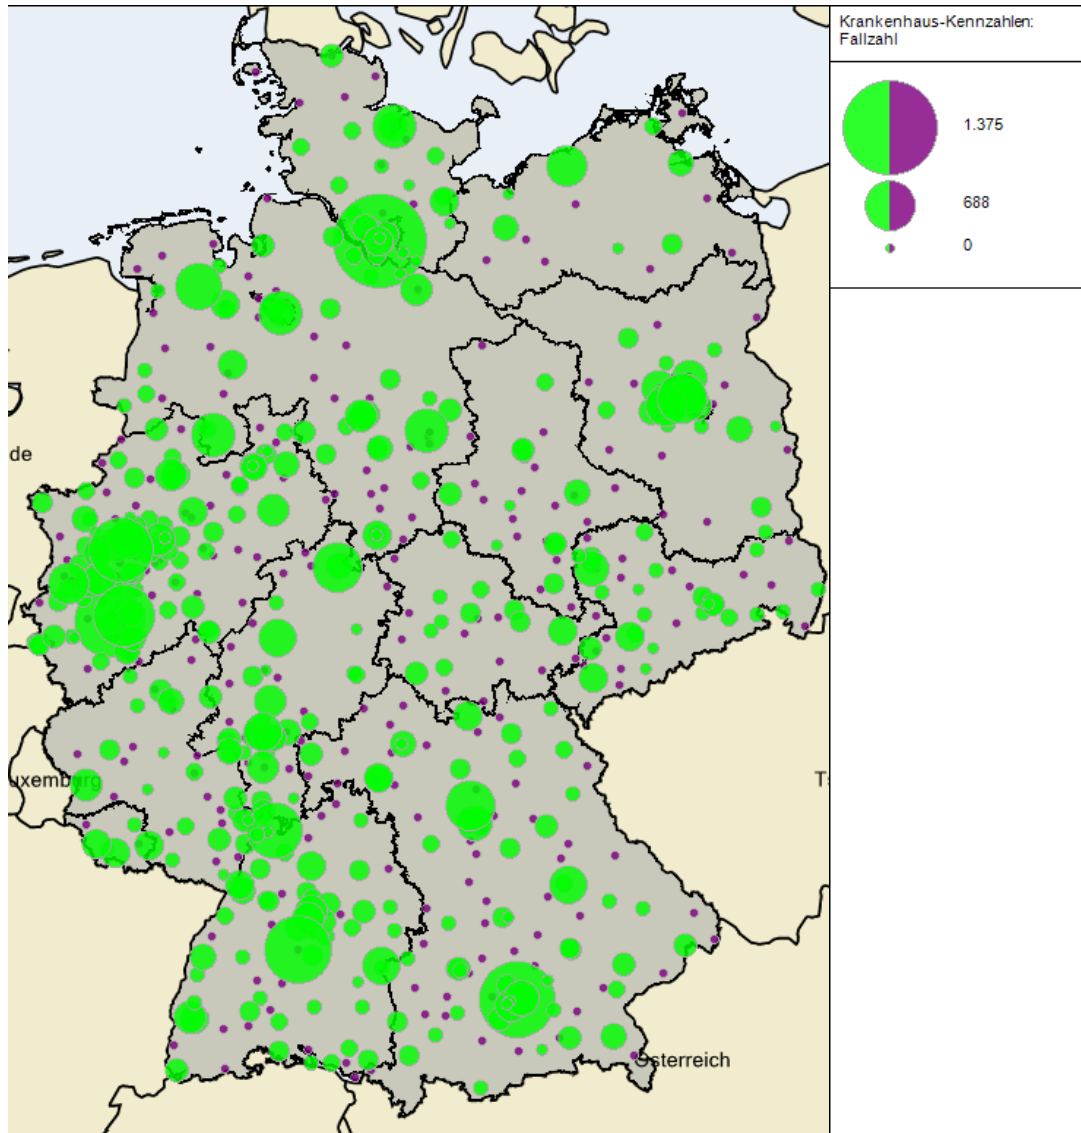 Krankenhaus-Kennzahlen:
Fallzahl
1.375
688
0
de
uxemburg
T
Österreich